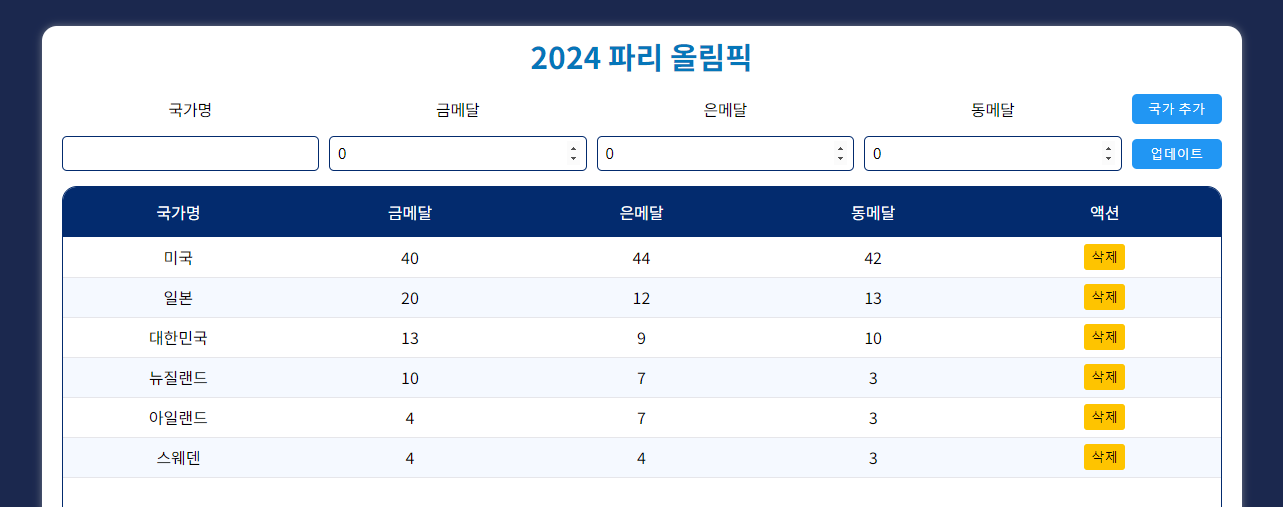 2024 파리 올림픽
국가명 금메달 은메달 동메달 국가 추가
0 0 0 업데이트
국가명 금메달 은메달 동메달 액션
미국 40 44 42 삭제
일본 20 12 13 삭제
대한민국 13 9 10 삭제
뉴질랜드 10 7 3 삭제
아일랜드 4 7 3 삭제
스웨덴 4 4 3 삭제